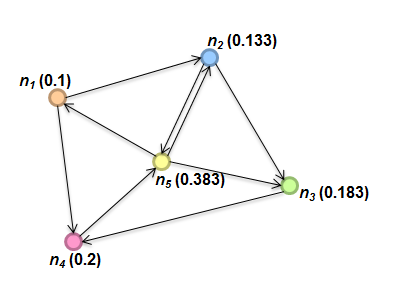 n2 (0.133)
n1 (0.1)
n5 (0.383)
n3 (0.183)
n4 (0.2)